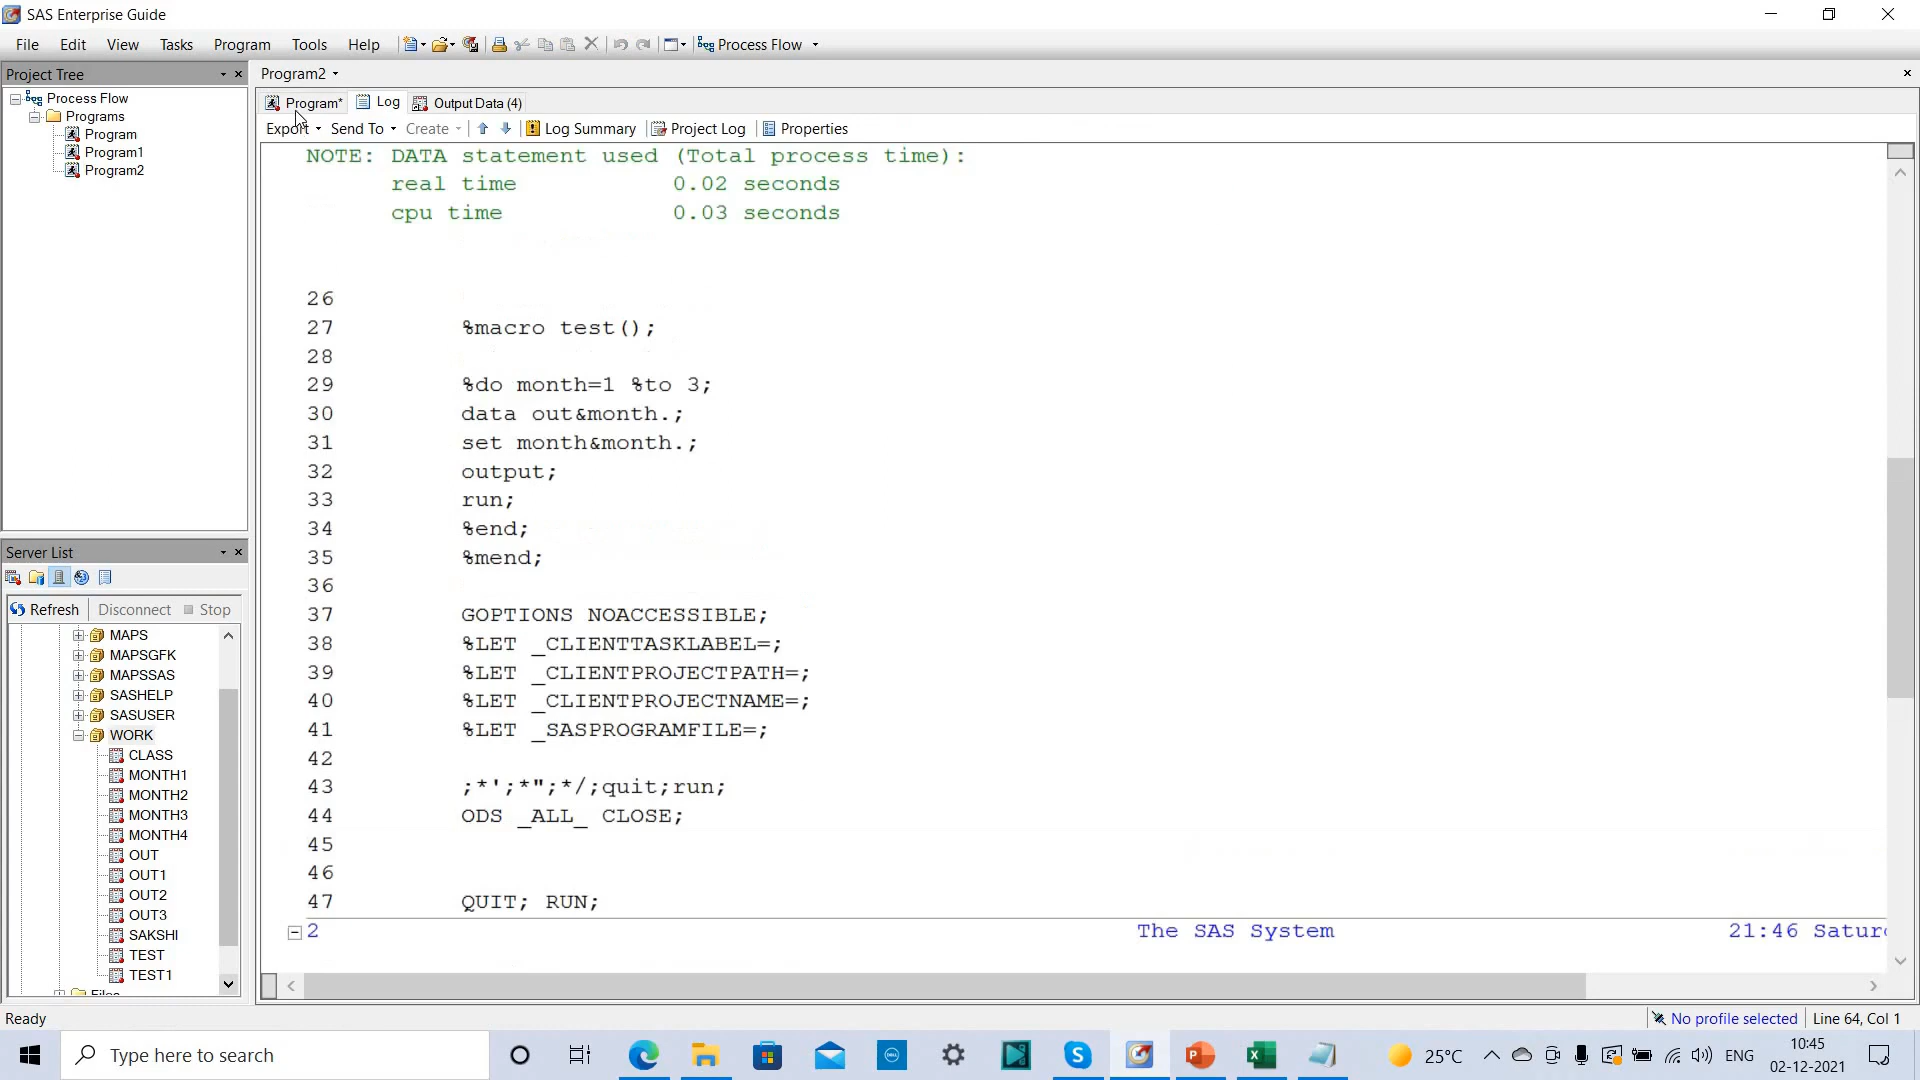 SAS Enterprise Guide
File Edit View Tasks Program Tools Help Process Flow
Project Tree
Process Flow
Programs
Program
Program1
Program2
Program2
Program* Log Output Data (4)
Export Send To Create Log Summary Project Log Properties
NOTE: DATA statement used (Total process time):
real time 0.02 seconds
cpu time 0.03 seconds
26
27 %macro test();
28
29 %do month=1 %to 3;
30 data out&month.;
31 set month&month.;
32 output;
33 run;
34 %end;
35 %mend;
36
37 GOPTIONS NOACCESSIBLE;
38 %LET _CLIENTTASKLABEL=;
39 %LET _CLIENTPROJECTPATH=;
40 %LET _CLIENTPROJECTNAME=;
41 %LET _SASPROGRAMFILE=;
42
43 ;*';*";*/;quit;run;
44 ODS _ALL_ CLOSE;
45
46
47 QUIT; RUN;
2 The SAS System 21:46 Satur
Server List
Refresh Disconnect Stop
MAPS
MAPSGFK
MAPSSAS
SASHELP
SASUSER
WORK
CLASS
MONTH1
MONTH2
MONTH3
MONTH4
OUT
OUT1
OUT2
OUT3
SAKSHI
TEST
TEST1
Files
Ready No profile selected Line 64, Col 1
Type here to search 25°C ENG 10:45
02-12-2021